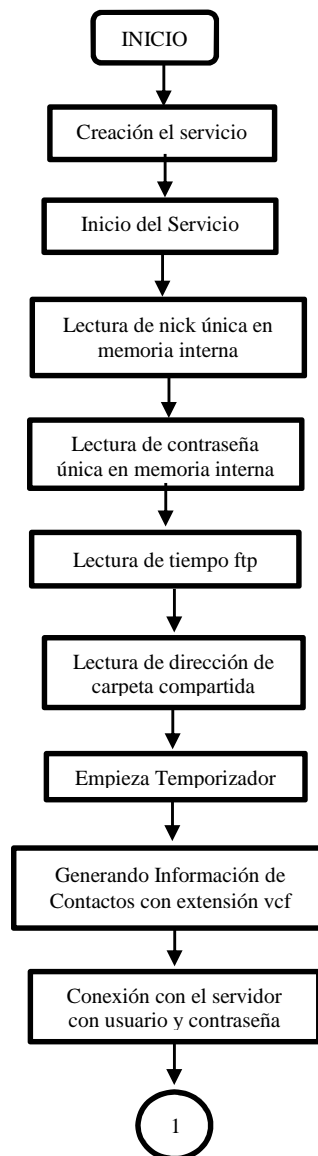 INICIO
Creación el servicio
Inicio del Servicio
Lectura de nick única en
memoria interna
Lectura de contraseña
única en memoria interna
Lectura de tiempo ftp
Lectura de dirección de
carpeta compartida
Empieza Temporizador
Generando Información de
Contactos con extensión vcf
Conexión con el servidor
con usuario y contraseña
1